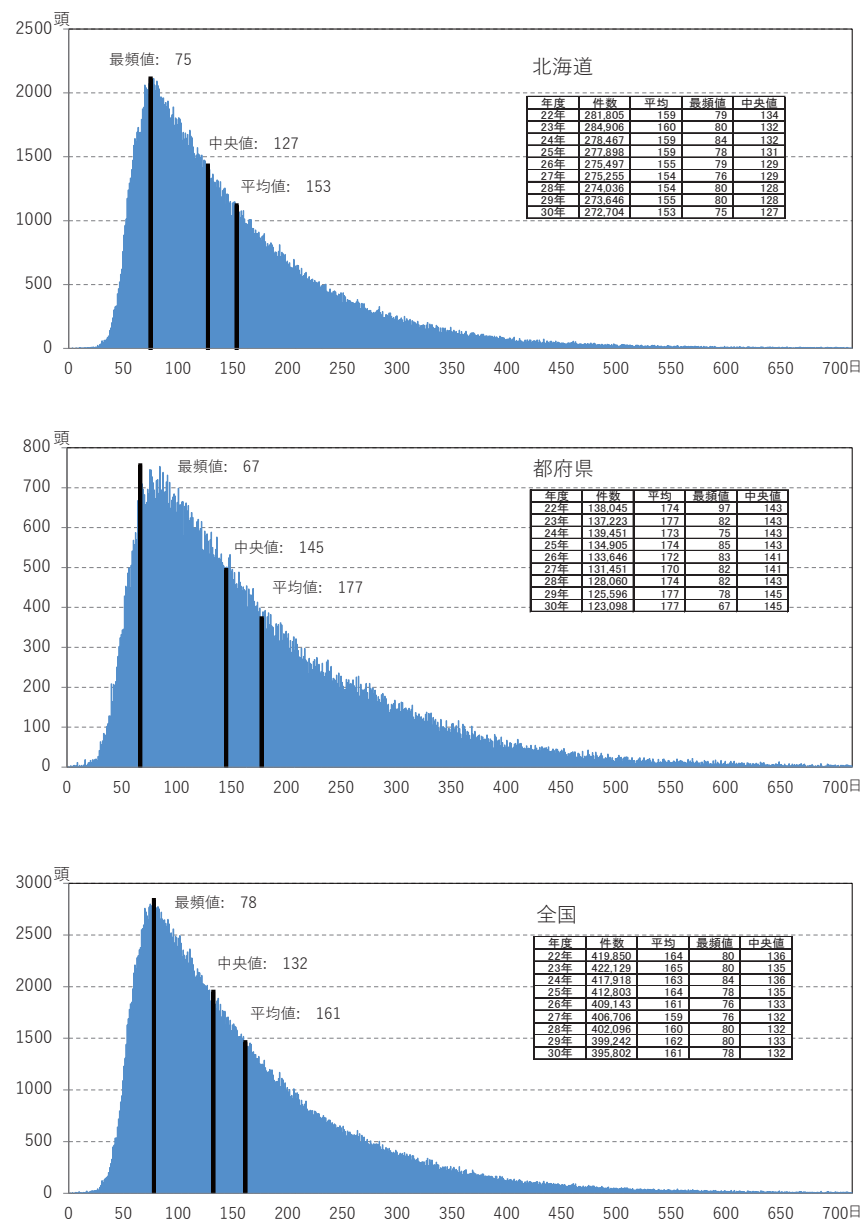 頭
2500
2000
1500
1000
500
0
最頻値: 75
中央値: 127
平均値: 153
北海道
年度 件数 平均 最頻値 中央値
22年 281,805 159 79 134
23年 284,906 160 80 132
24年 278,467 159 84 132
25年 277,898 159 78 131
26年 275,497 155 79 129
27年 275,255 154 76 129
28年 274,036 154 80 128
29年 273,646 155 80 128
30年 272,704 153 75 127
0 50 100 150 200 250 300 350 400 450 500 550 600 650 700日
頭
800
700
600
500
400
300
200
100
0
最頻値: 67
中央値: 145
平均値: 177
都府県
年度 件数 平均 最頻値 中央値
22年 138,045 174 97 143
23年 137,223 177 82 143
24年 139,451 173 75 143
25年 134,905 174 85 143
26年 133,646 172 83 141
27年 131,451 170 82 141
28年 128,060 174 82 143
29年 125,596 177 78 145
30年 123,098 177 67 145
0 50 100 150 200 250 300 350 400 450 500 550 600 650 700日
頭
3000
2500
2000
1500
1000
500
0
最頻値: 78
中央値: 132
平均値: 161
全国
年度 件数 平均 最頻値 中央値
22年 419,850 164 80 136
23年 422,129 165 80 135
24年 417,918 163 84 136
25年 412,803 164 78 135
26年 409,143 161 76 133
27年 406,706 159 76 132
28年 402,096 160 80 132
29年 399,242 162 80 133
30年 395,802 161 78 132
0 50 100 150 200 250 300 350 400 450 500 550 600 650 700日